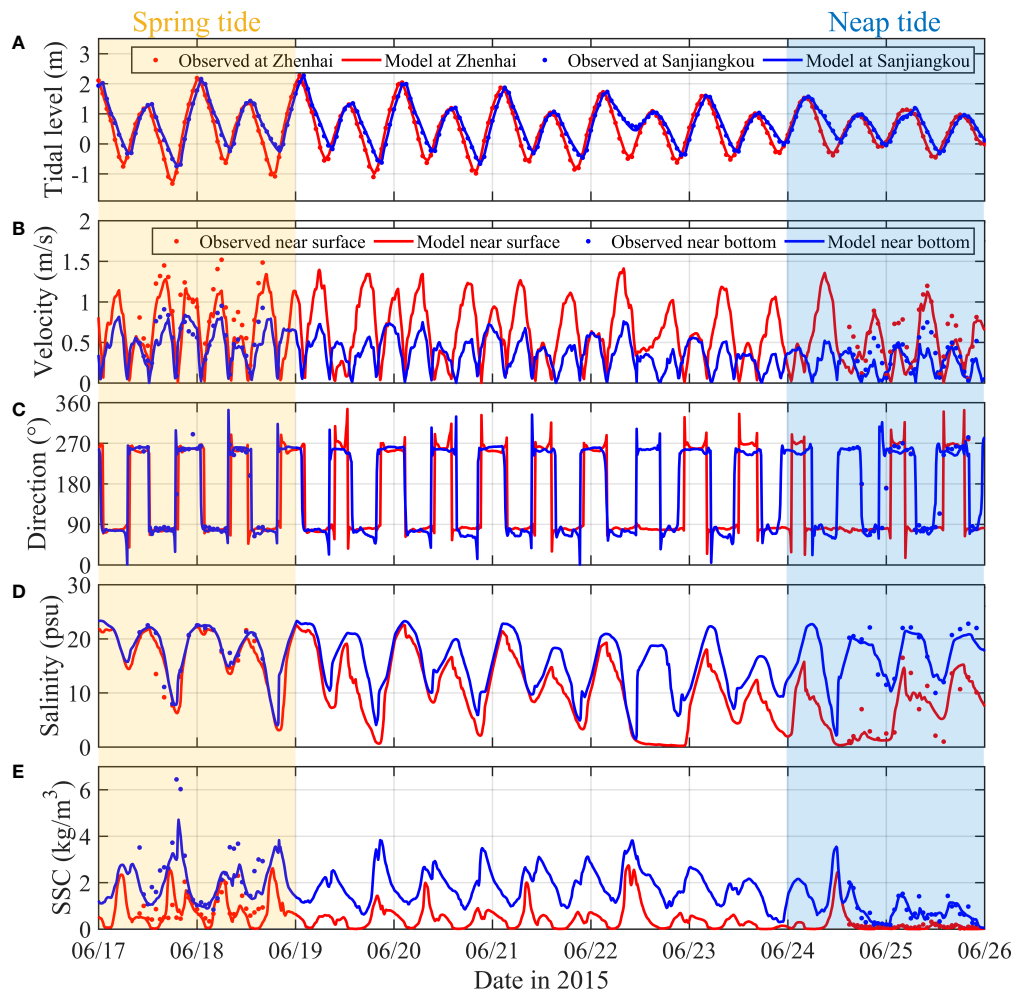 Spring tide
Neap tide
A
Tidal level (m)
3
2
1
0
-1
Observed at Zhenhai Model at Zhenhai Observed at Sanjiangkou Model at Sanjiangkou
B
Velocity (m/s)
2
1.5
1
0.5
0
Observed near surface Model near surface Observed near bottom Model near bottom
C
Direction (°)
360
270
180
90
0
D
Salinity (psu)
30
20
10
0
E
SSC (kg/m³)
6
4
2
0
06/17 06/18 06/19 06/20 06/21 06/22 06/23 06/24 06/25 06/26
Date in 2015